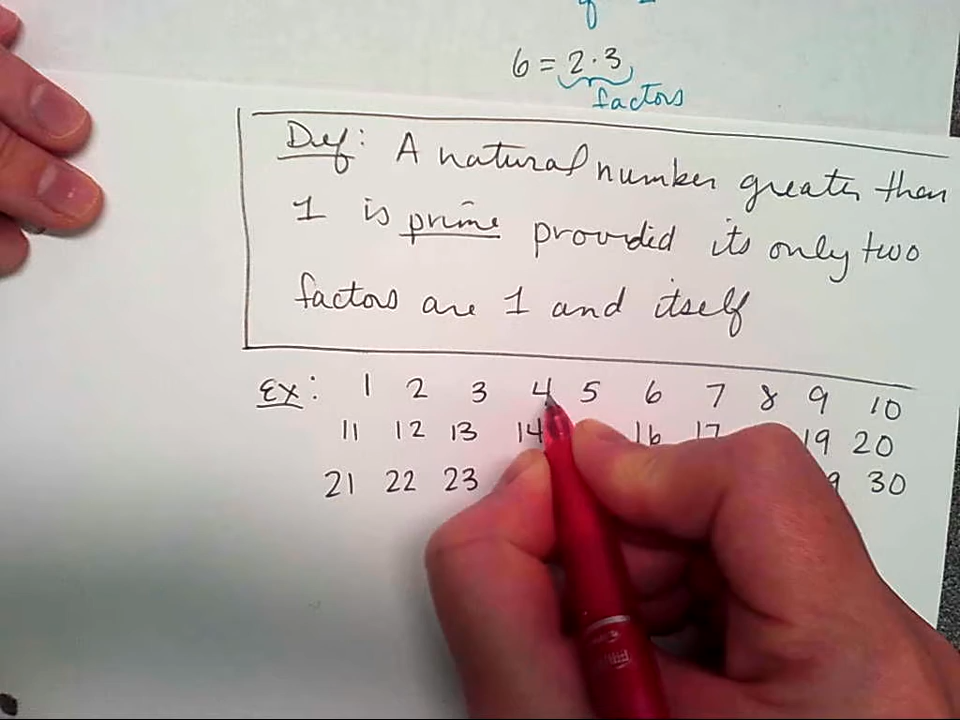 6 = 2 · 3
factors
Def: A natural number greater than
1 is prime provided its only two
factors are 1 and itself
Ex: 1 2 3 4 5 6 7 8 9 10
11 12 13 14 16 17 19 20
21 22 23 9 30